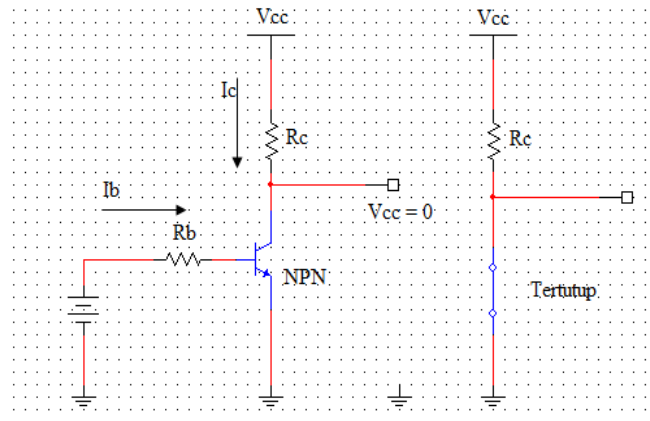 Vcc
Vcc
Ic
Rc
Rc
Ib
Vcc = 0
Rb
NPN
Tertutup